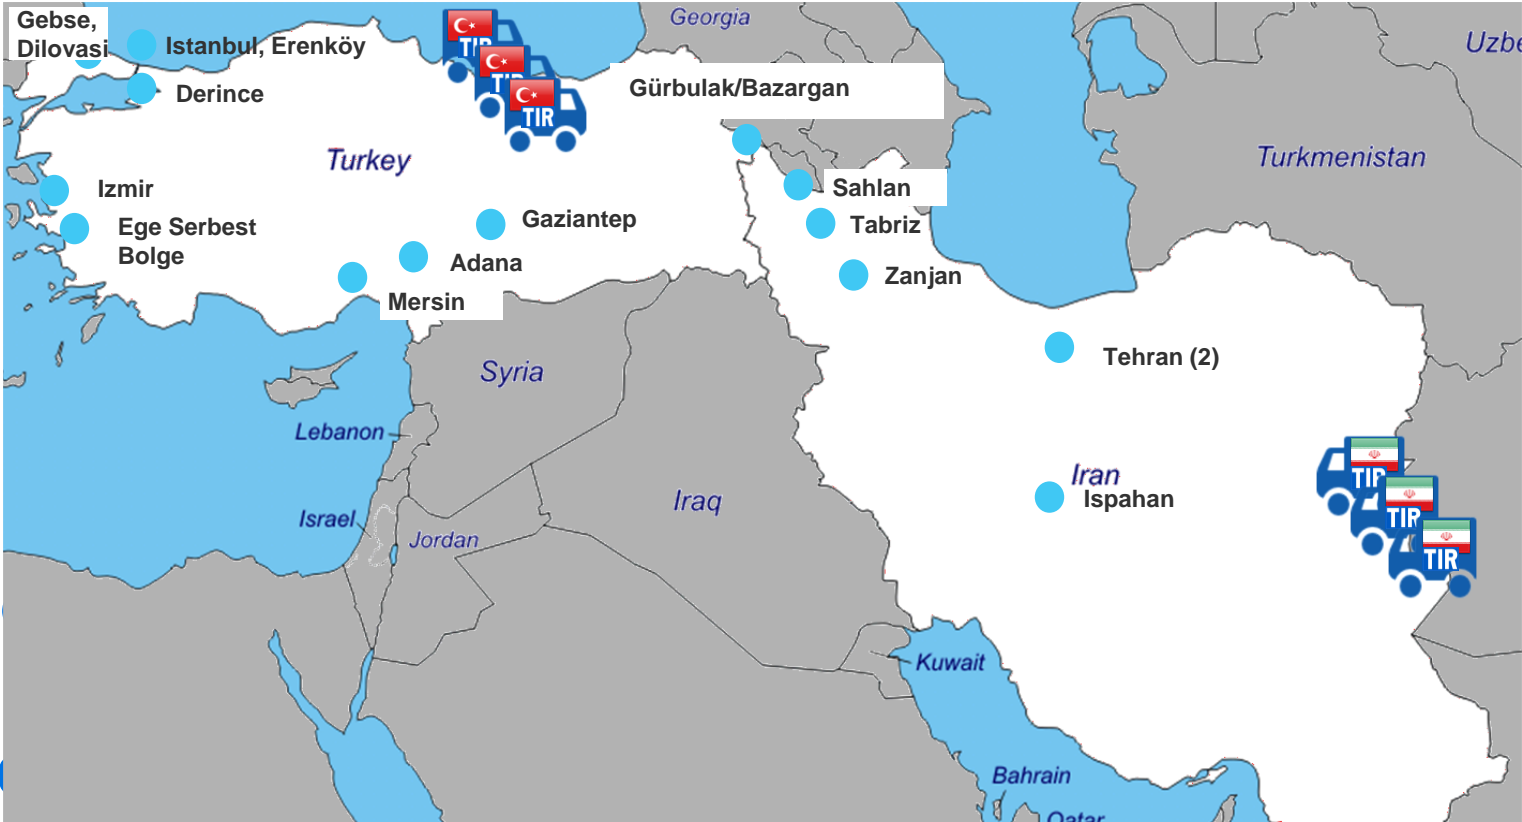 Gebse,
Dilovasi
Istanbul, Erenköy
Derince
Georgia
Uzbe
TIR
TIR
TIR
Gürbulak/Bazargan
Turkey
Turkmenistan
Izmir
Ege Serbest
Bolge
Gaziantep
Adana
Mersin
Sahlan
Tabriz
Zanjan
Tehran (2)
Syria
Lebanon
Israel
Jordan
Iraq
Iran
Ispahan
TIR
TIR
TIR
Kuwait
Bahrain
Qatar